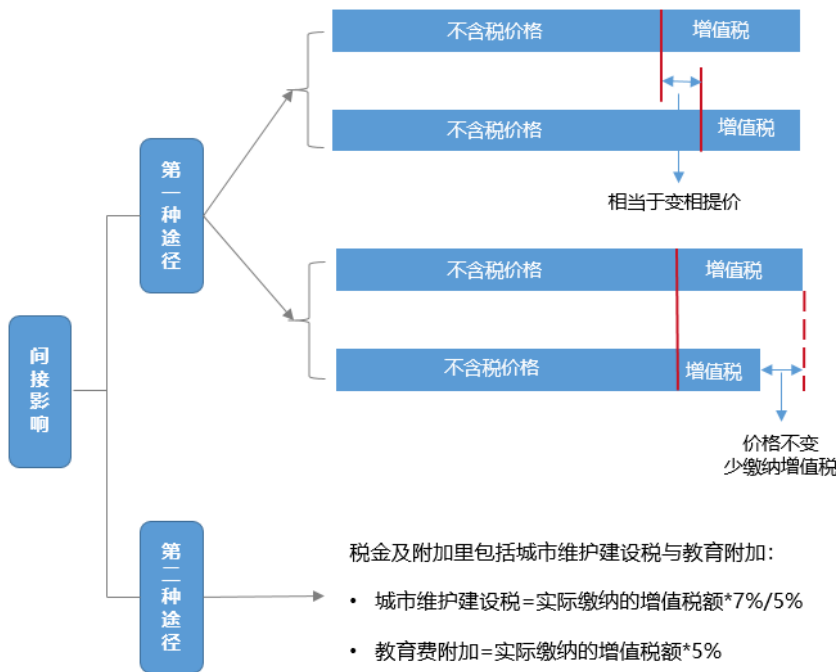 间接影响
第一种途径
不含税价格 增值税
不含税价格 增值税
相当于变相提价
不含税价格 增值税
不含税价格 增值税
价格不变
少缴纳增值税
第二种途径
税金及附加里包括城市维护建设税与教育附加：
• 城市维护建设税=实际缴纳的增值税额*7%/5%
• 教育费附加=实际缴纳的增值税额*5%